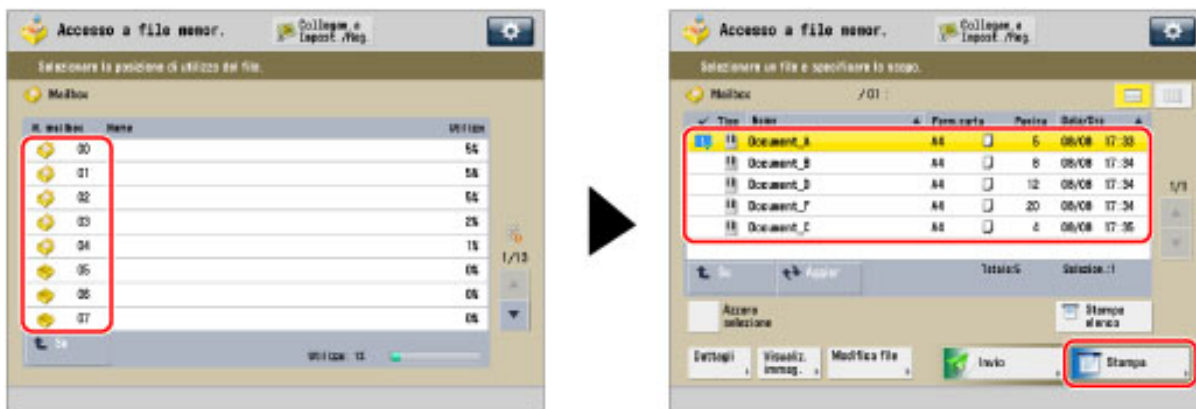 Accesso a file memor.
Collegam. a
Impost./Reg.
Selezionare la posizione di utilizzo del file.
Mailbox
N. mailbox Nome Utilizzo
00 5%
01 5%
02 5%
03 2%
04 1%
05 0%
06 0%
07 0%
1/13
Su
Utilizzo: 1%
Accesso a file memor.
Collegam. a
Impost./Reg.
Selezionare un file e specificare lo scopo.
Mailbox /01 :
Tipo Nome Form.carta Pagina Data/Ora
1 Document_A A4 5 08/08 17:33
Document_B A4 8 08/08 17:34
Document_D A4 12 08/08 17:34
Document_F A4 20 08/08 17:34
Document_C A4 4 08/08 17:35
1/1
Su Aggior
Totale:5 Selezion.:1
Azzera
selezione
Stampa
elenco
Dettagli
Visualiz.
immag.
Modifica file
Invio
Stampa